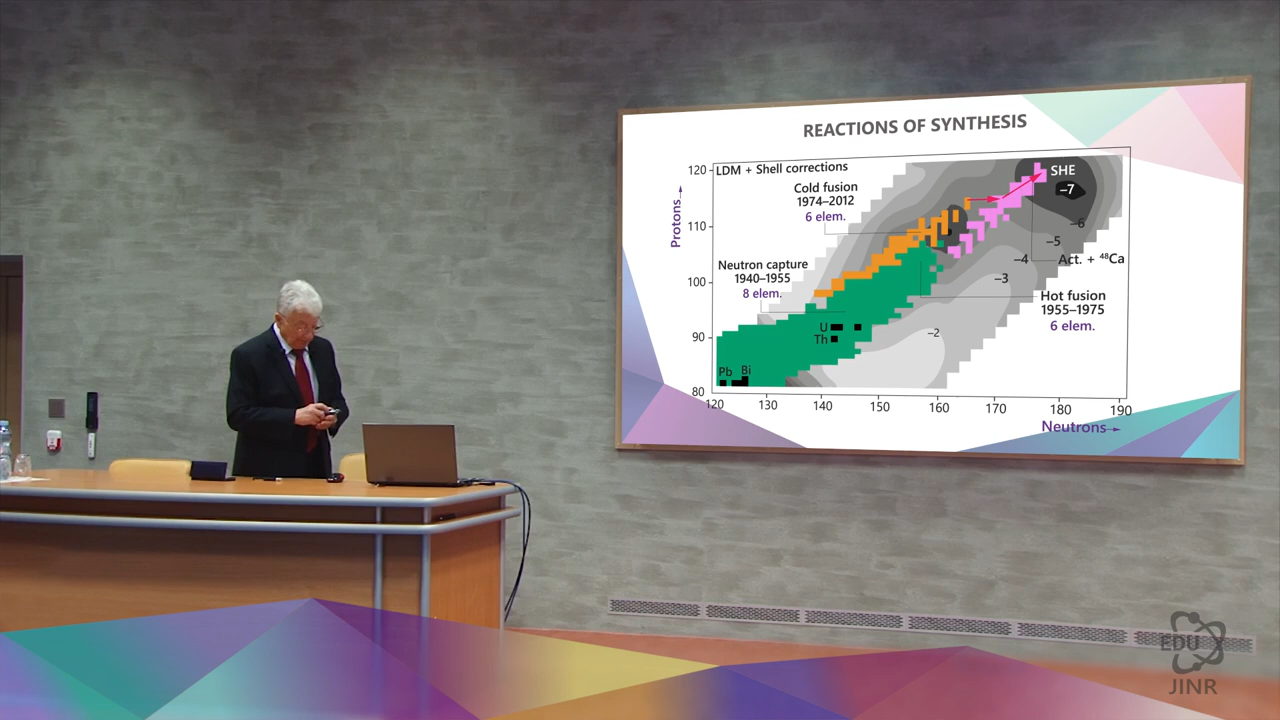 REACTIONS OF SYNTHESIS
LDM + Shell corrections
Cold fusion
1974–2012
6 elem.
Neutron capture
1940–1955
8 elem.
SHE
–7
–6
–5
–4
–3
–2
Act. + ⁴⁸Ca
Hot fusion
1955–1975
6 elem.
U
Th
Pb
Bi
Protons→
120
110
100
90
80
120 130 140 150 160 170 180 190
Neutrons→
EDU
JINR